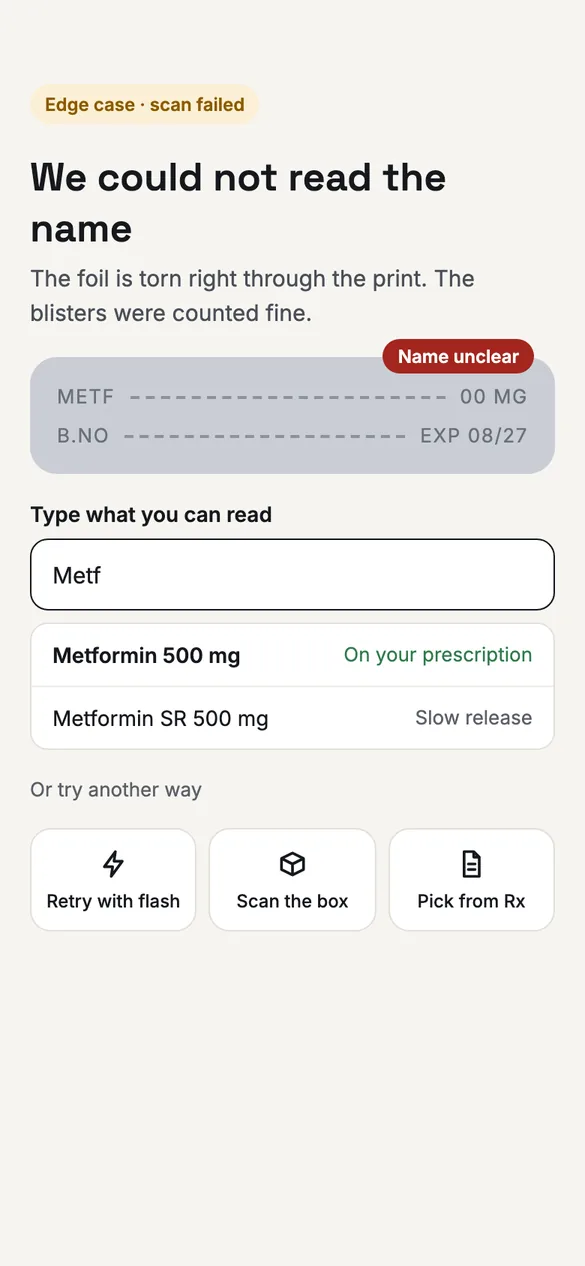 Edge case · scan failed
We could not read the
name
The foil is torn right through the print. The
blisters were counted fine.
Name unclear
METF 00 MG
B.NO EXP 08/27
Type what you can read
Metf
Metformin 500 mg On your prescription
Metformin SR 500 mg Slow release
Or try another way
Retry with flash Scan the box Pick from Rx